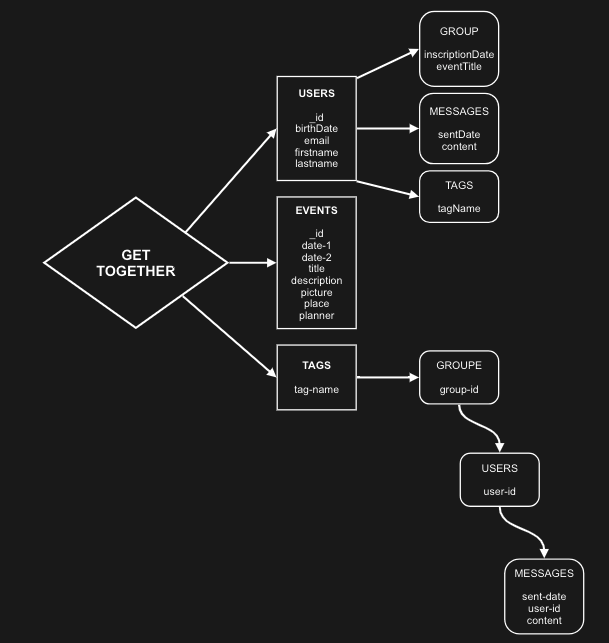 GET
TOGETHER
USERS
_id
birthDate
email
firstname
lastname
GROUP
inscriptionDate
eventTitle
MESSAGES
sentDate
content
TAGS
tagName
EVENTS
_id
date-1
date-2
title
description
picture
place
planner
TAGS
tag-name
GROUPE
group-id
USERS
user-id
MESSAGES
sent-date
user-id
content